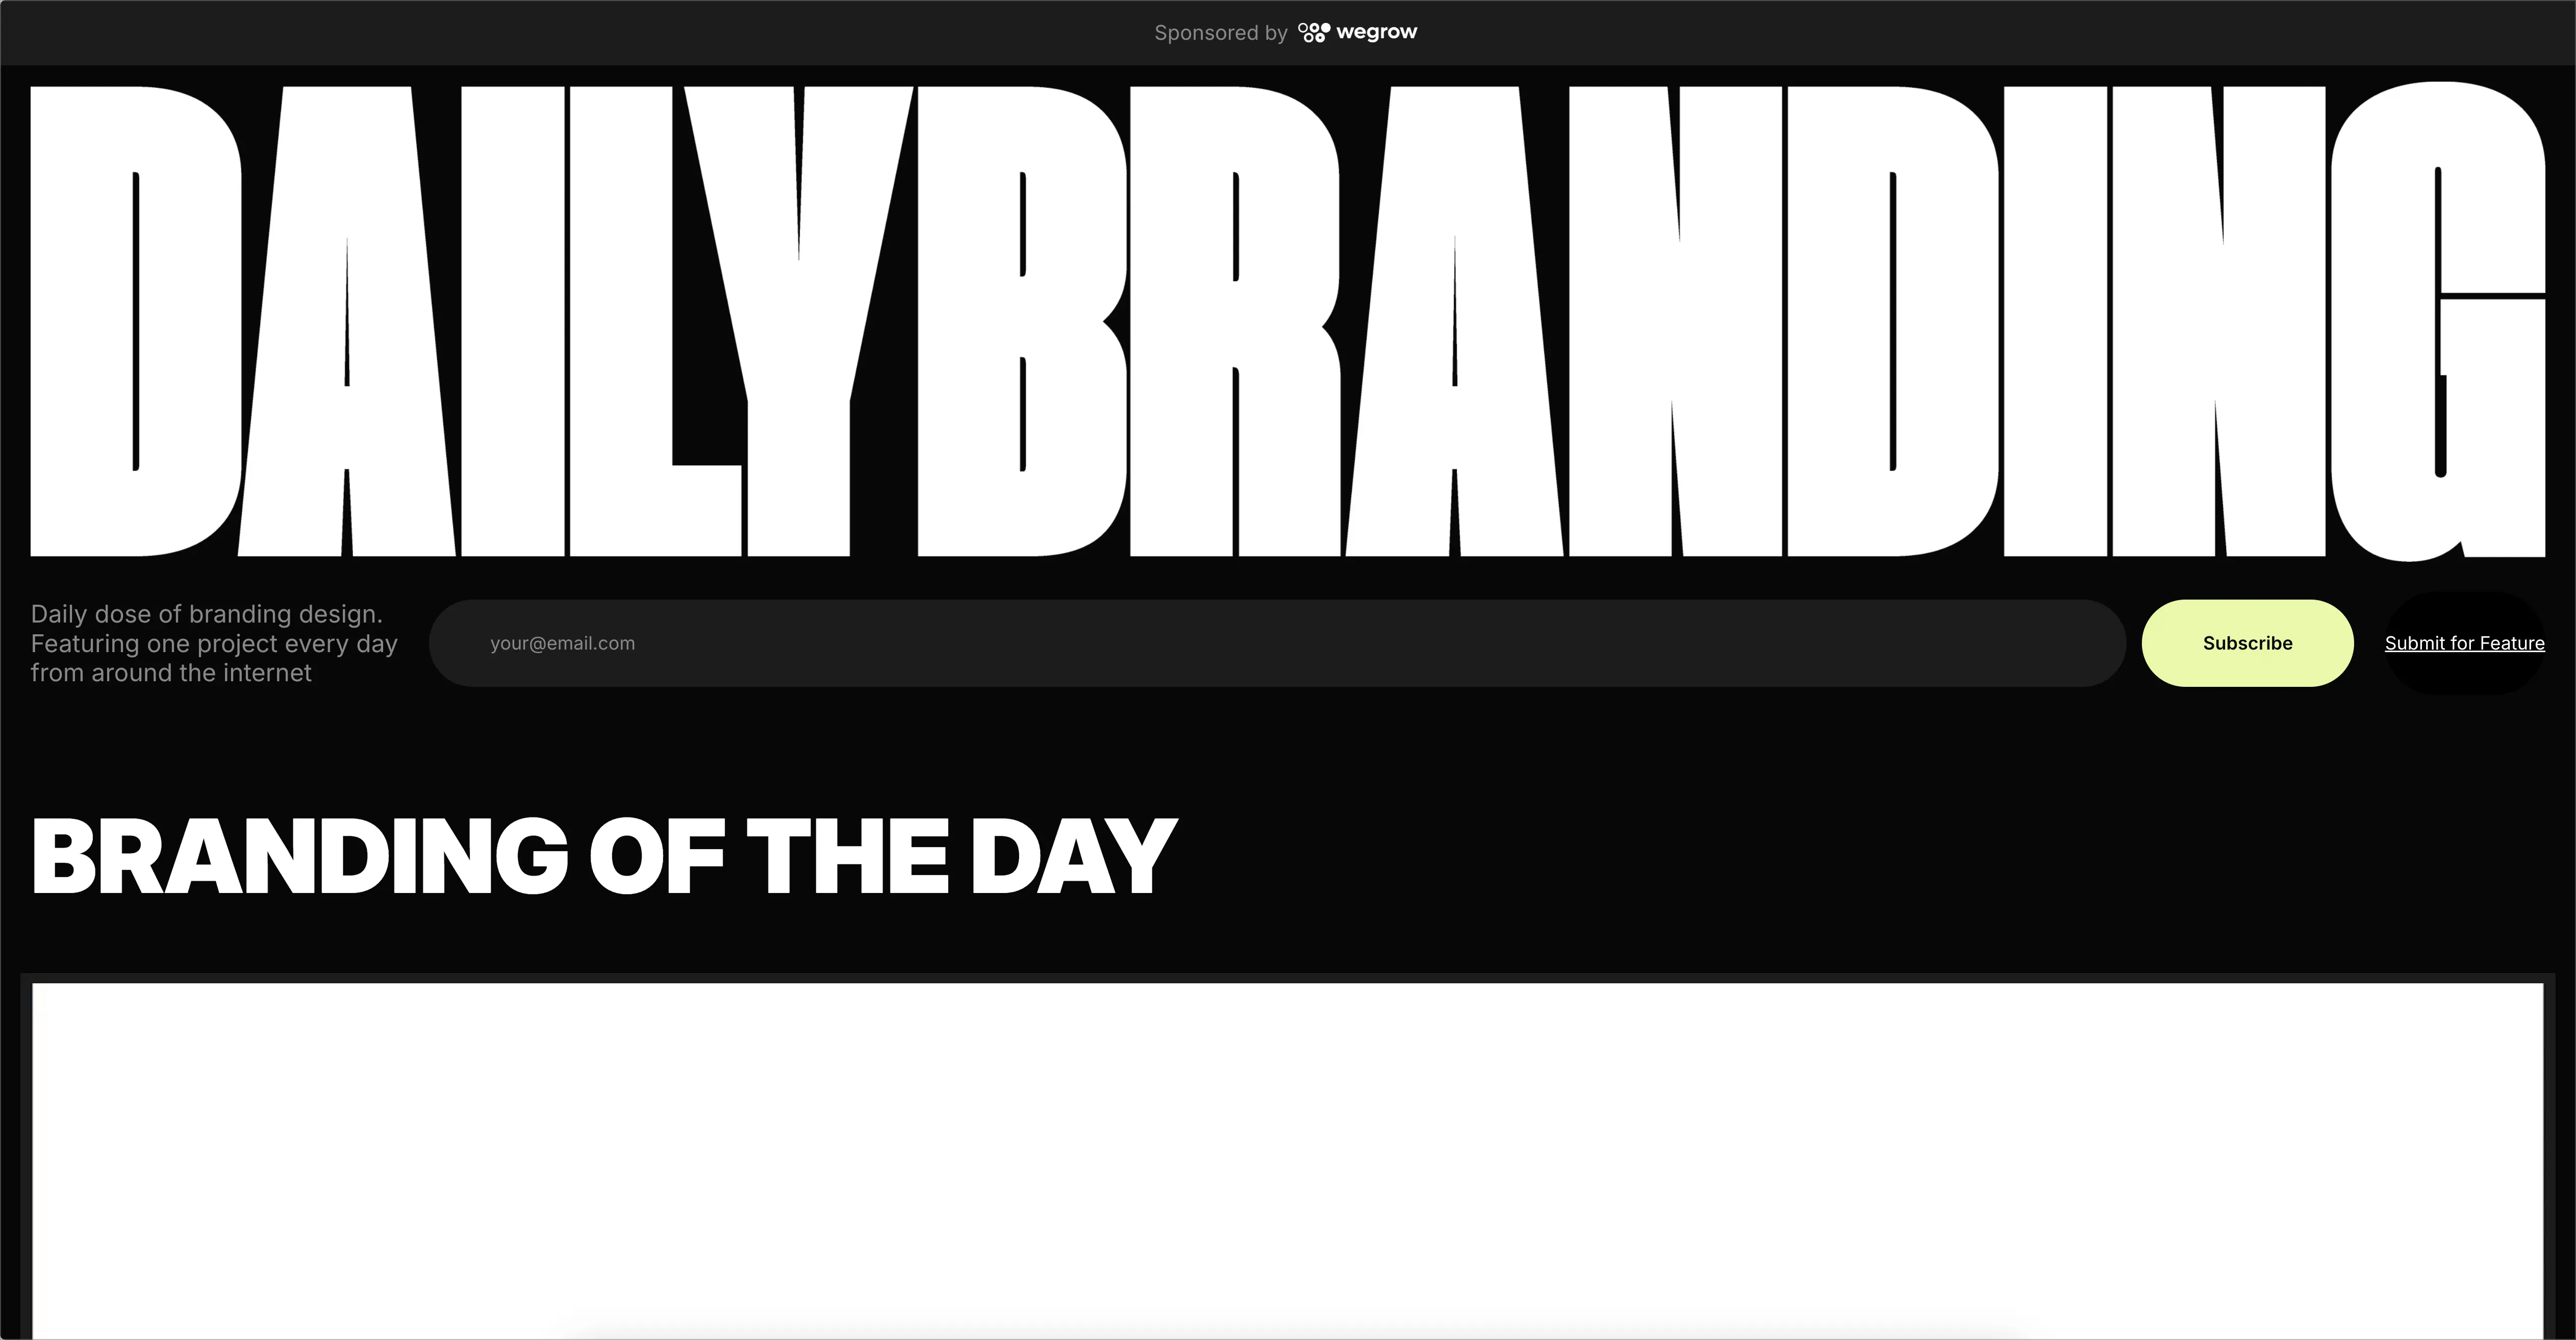 Sponsored by wegrow
DAILYBRANDING
Daily dose of branding design.
Featuring one project every day
from around the internet
your@email.com
Subscribe
Submit for Feature
BRANDING OF THE DAY